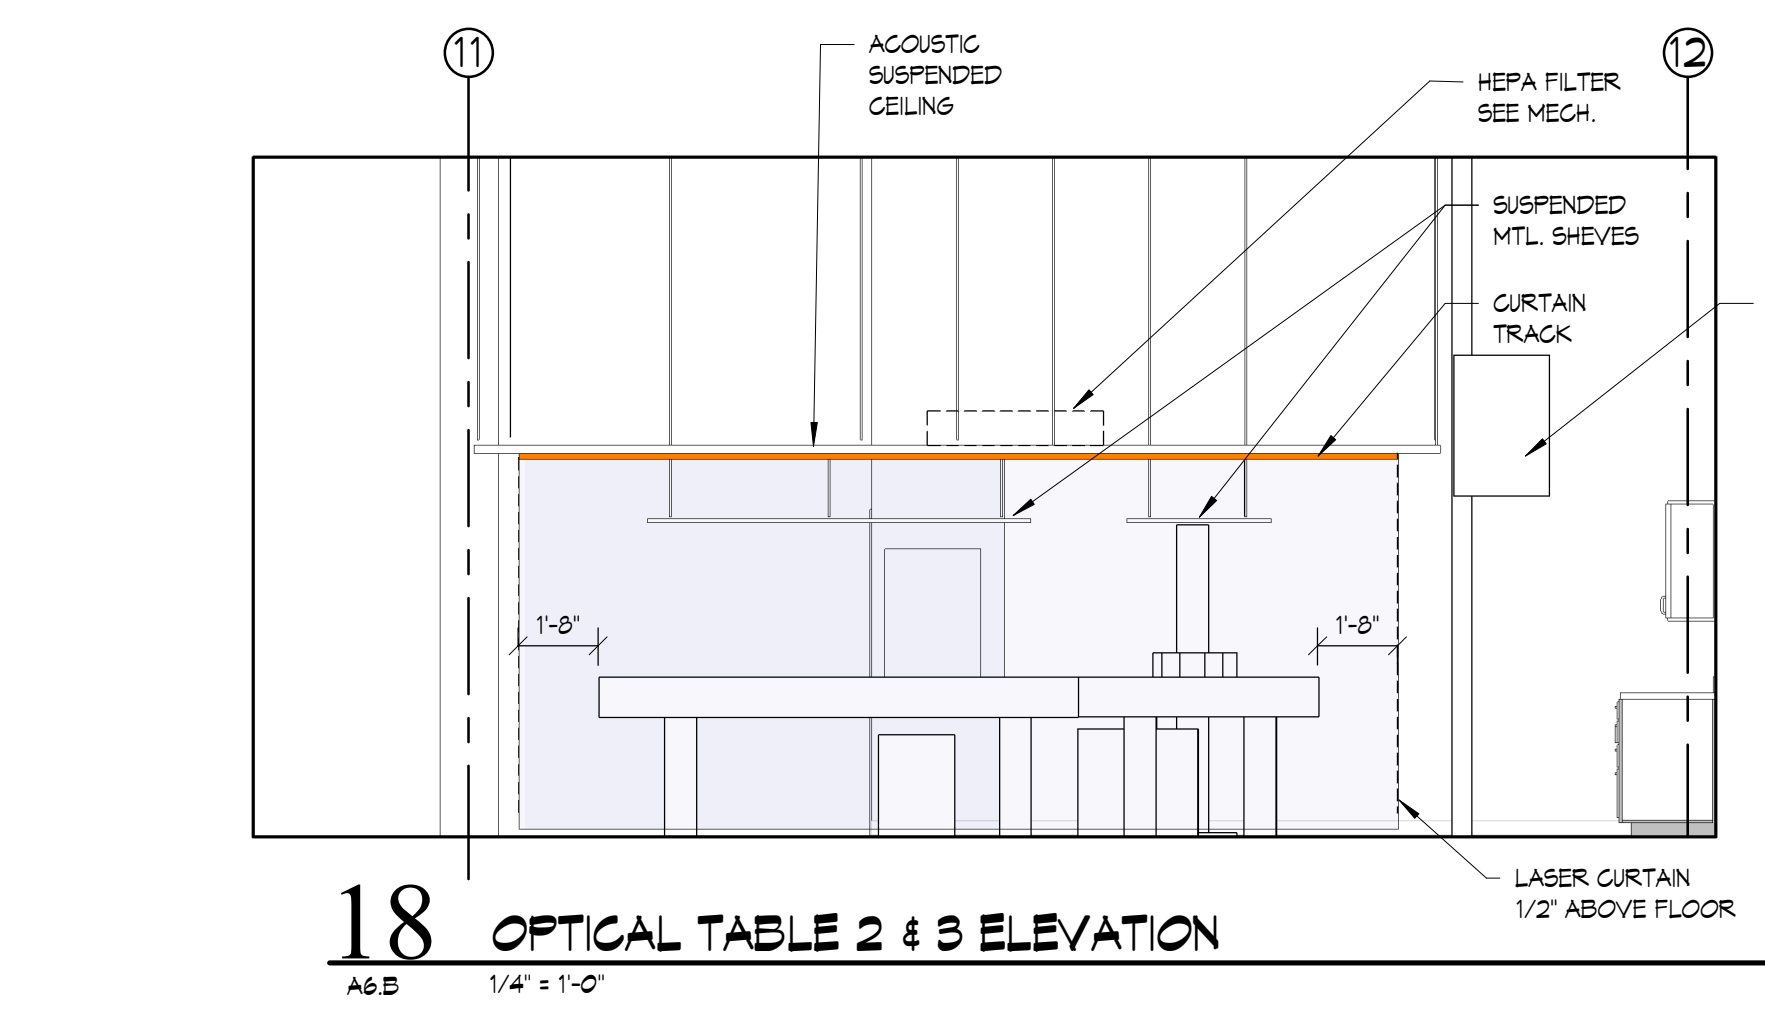 11
12
ACOUSTIC
SUSPENDED
CEILING
HEPA FILTER
SEE MECH.
SUSPENDED
MTL. SHEVES
CURTAIN
TRACK
1'-8"
1'-8"
LASER CURTAIN
1/2" ABOVE FLOOR
18
OPTICAL TABLE 2 & 3 ELEVATION
A6.B
1/4" = 1'-0"